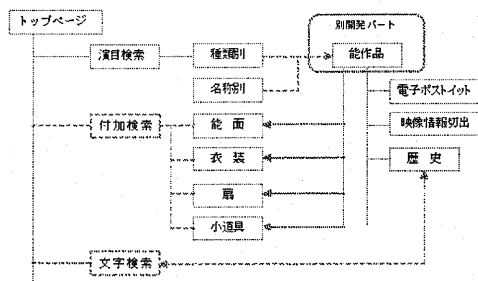 トップページ
別開発パート
演目検索
種類別
能作品
名称別
電子ポストイット
付加検索
能 面
映像情報切出
衣 装
歴 史
扇
小道具
文字検索